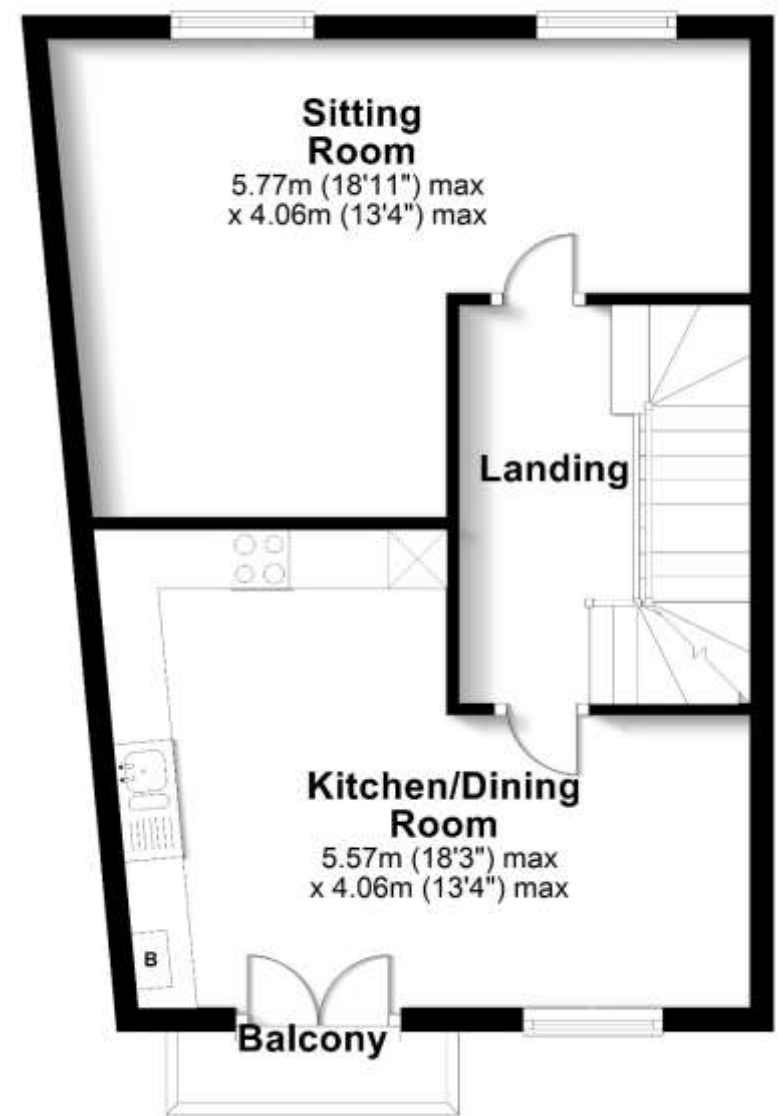 Sitting
Room
5.77m (18'11") max
x 4.06m (13'4") max
Landing
Kitchen/Dining
Room
5.57m (18'3") max
x 4.06m (13'4") max
B
Balcony